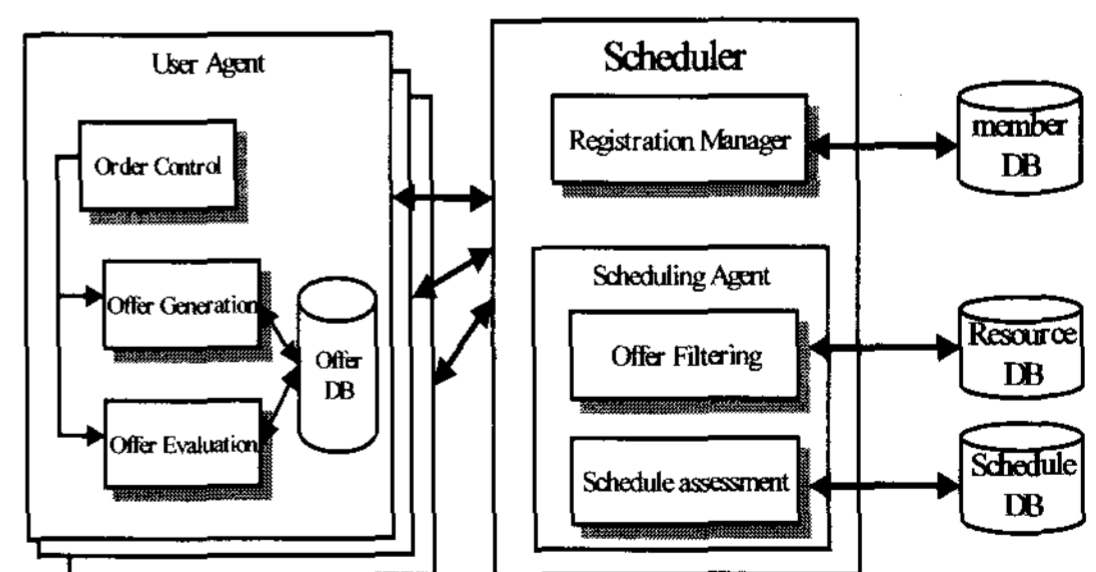 User Agent
Order Control
Offer Generation
Offer Evaluation
Offer
DB
Scheduler
Registration Manager
Scheduling Agent
Offer Filtering
Schedule assessment
member
DB
Resource
DB
Schedule
DB